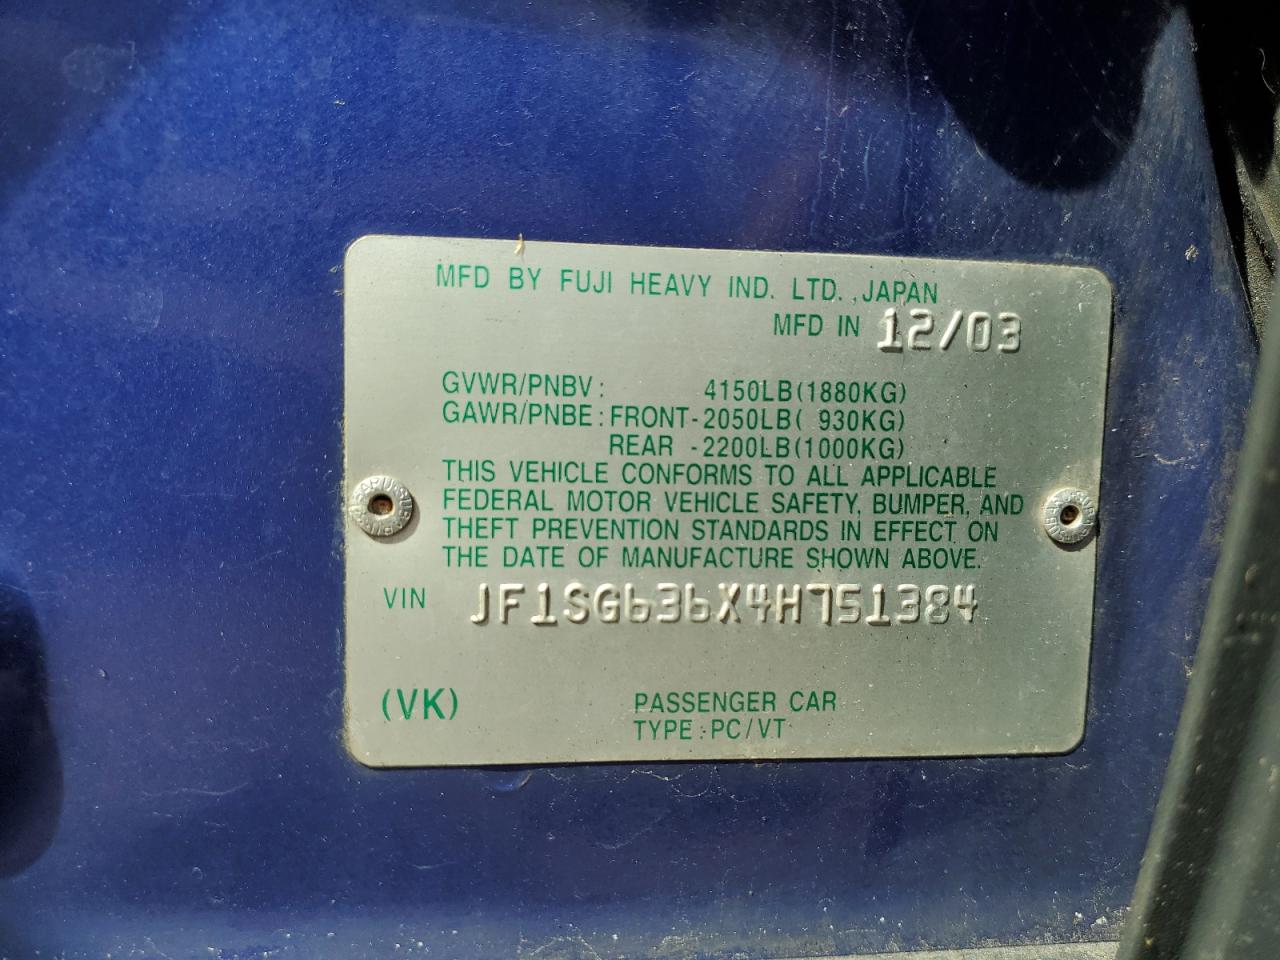 MFD BY FUJI HEAVY IND. LTD.,JAPAN
MFD IN 12/03
GVWR/PNBV: 4150LB(1880KG)
GAWR/PNBE: FRONT-2050LB( 930KG)
REAR -2200LB(1000KG)
THIS VEHICLE CONFORMS TO ALL APPLICABLE
FEDERAL MOTOR VEHICLE SAFETY, BUMPER, AND
THEFT PREVENTION STANDARDS IN EFFECT ON
THE DATE OF MANUFACTURE SHOWN ABOVE.
VIN JF1SG636X4H751384
(VK) PASSENGER CAR
TYPE:PC/VT